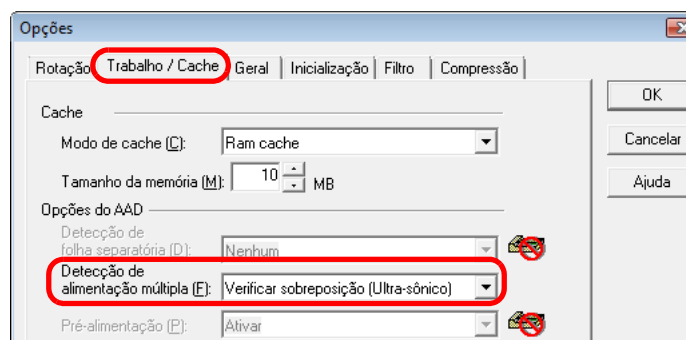 Opções
Rotação Trabalho / Cache Geral Inicialização Filtro Compressão
OK
Cache
Modo de cache (C): Ram cache
Cancelar
Tamanho da memória (M): 10 MB
Ajuda
Opções do AAD
Detecção de
folha separatória (D): Nenhum
Detecção de
alimentação múltipla (F): Verificar sobreposição (Ultra-sônico)
Pré-alimentação (P): Ativar